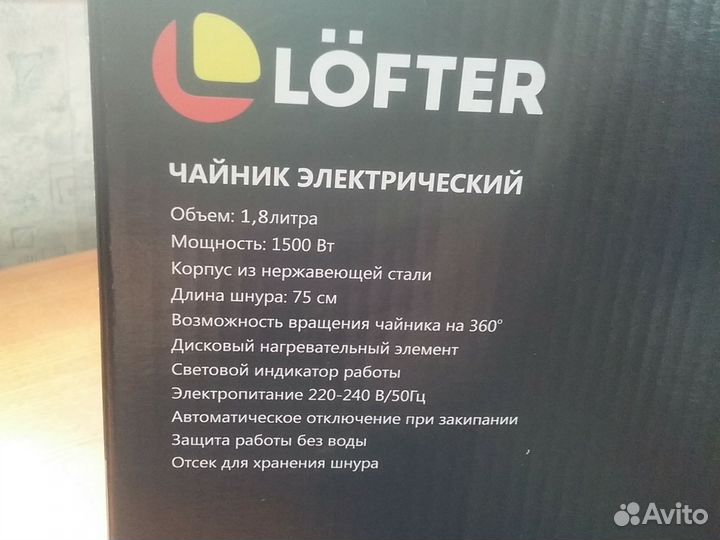 LÖFTER
ЧАЙНИК ЭЛЕКТРИЧЕСКИЙ
Объем: 1,8литра
Мощность: 1500 Вт
Корпус из нержавеющей стали
Длина шнура: 75 см
Возможность вращения чайника на 360°
Дисковый нагревательный элемент
Световой индикатор работы
Электропитание 220-240 В/50Гц
Автоматическое отключение при закипании
Защита работы без воды
Отсек для хранения шнура
Avito